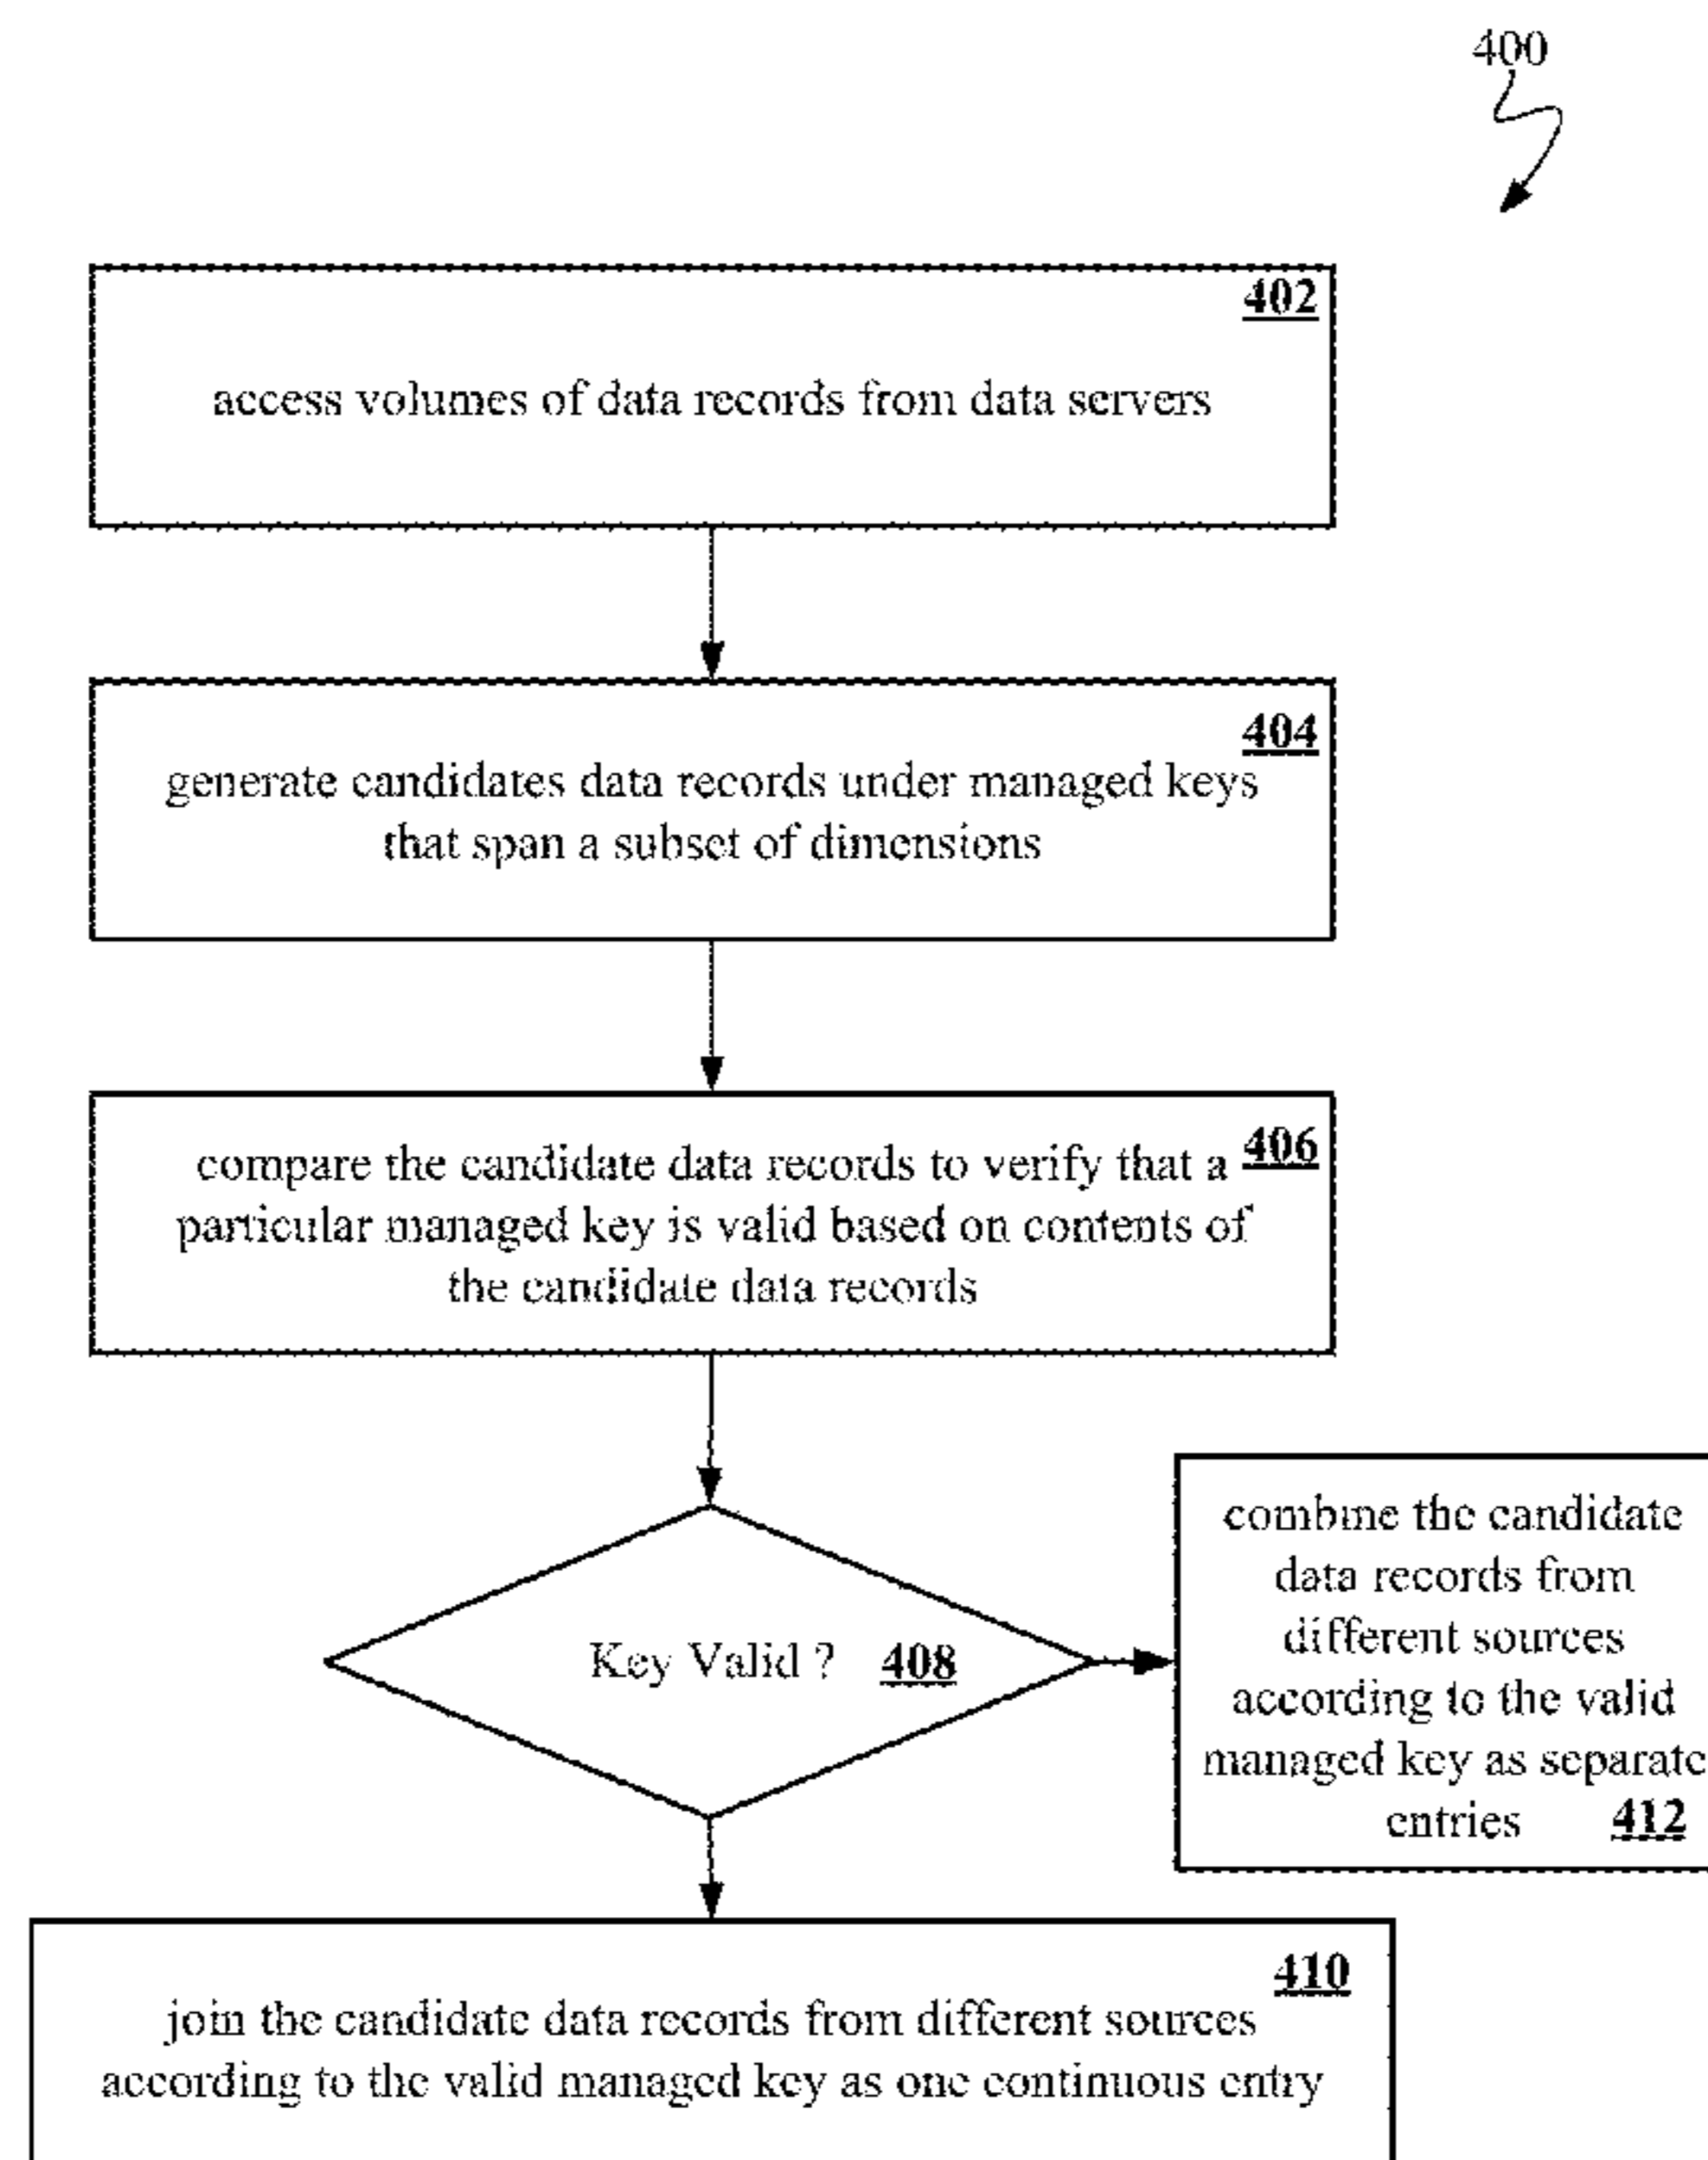 400
402
access volumes of data records from data servers
404
generate candidates data records under managed keys
that span a subset of dimensions
406
compare the candidate data records to verify that a
particular managed key is valid based on contents of
the candidate data records
Key Valid ? 408
combine the candidate
data records from
different sources
according to the valid
managed key as separate
entries 412
410
join the candidate data records from different sources
according to the valid managed key as one continuous entry